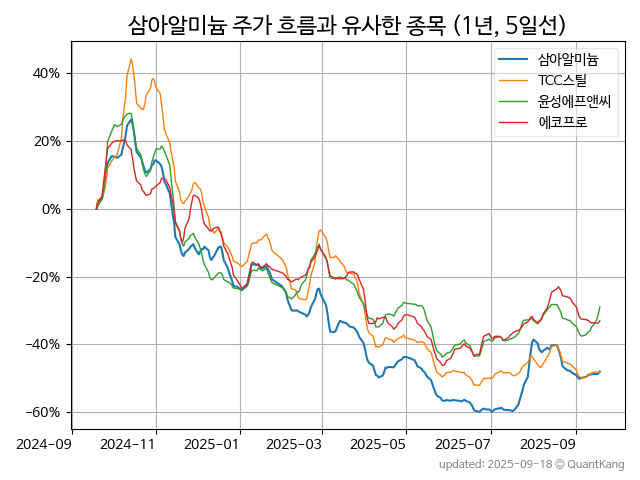 삼아알미늄 주가 흐름과 유사한 종목 (1년, 5일선)
삼아알미늄
TCC스틸
윤성에프앤씨
에코프로
40%
20%
0%
−20%
−40%
−60%
2024-09 2024-11 2025-01 2025-03 2025-05 2025-07 2025-09
updated: 2025-09-18 © QuantKang